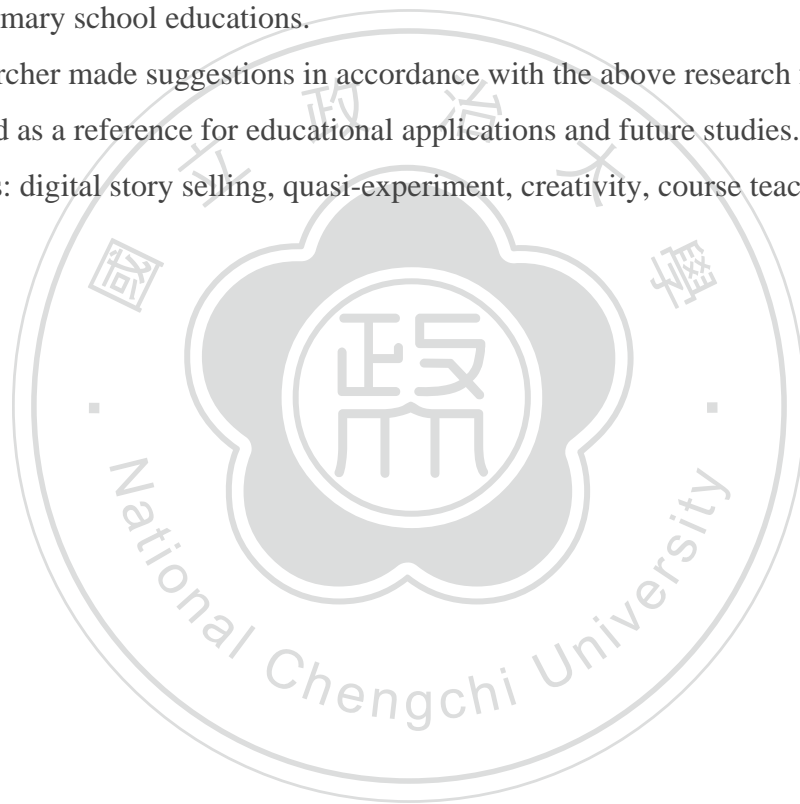 mary school educations.
rcher made suggestions in accordance with the above research
d as a reference for educational applications and future studies.
: digital story selling, quasi-experiment, creativity, course teac
國立政治大學
政
National Chengchi University